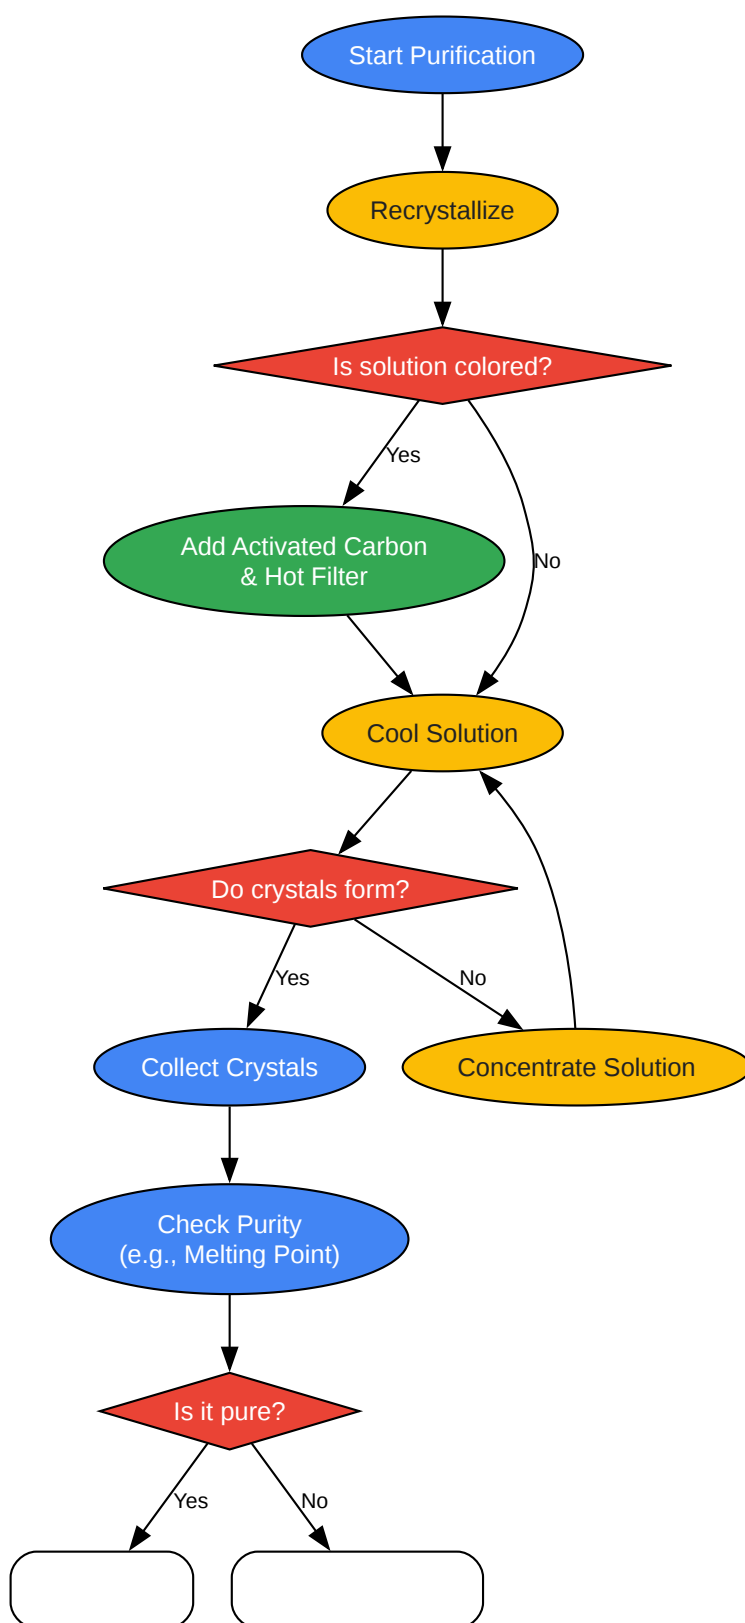 Start Purification
Recrystallize
Is solution colored?
Yes
Add Activated Carbon
& Hot Filter
No
Cool Solution
Do crystals form?
Yes
No
Collect Crystals
Concentrate Solution
Check Purity
(e.g., Melting Point)
Is it pure?
Yes
No